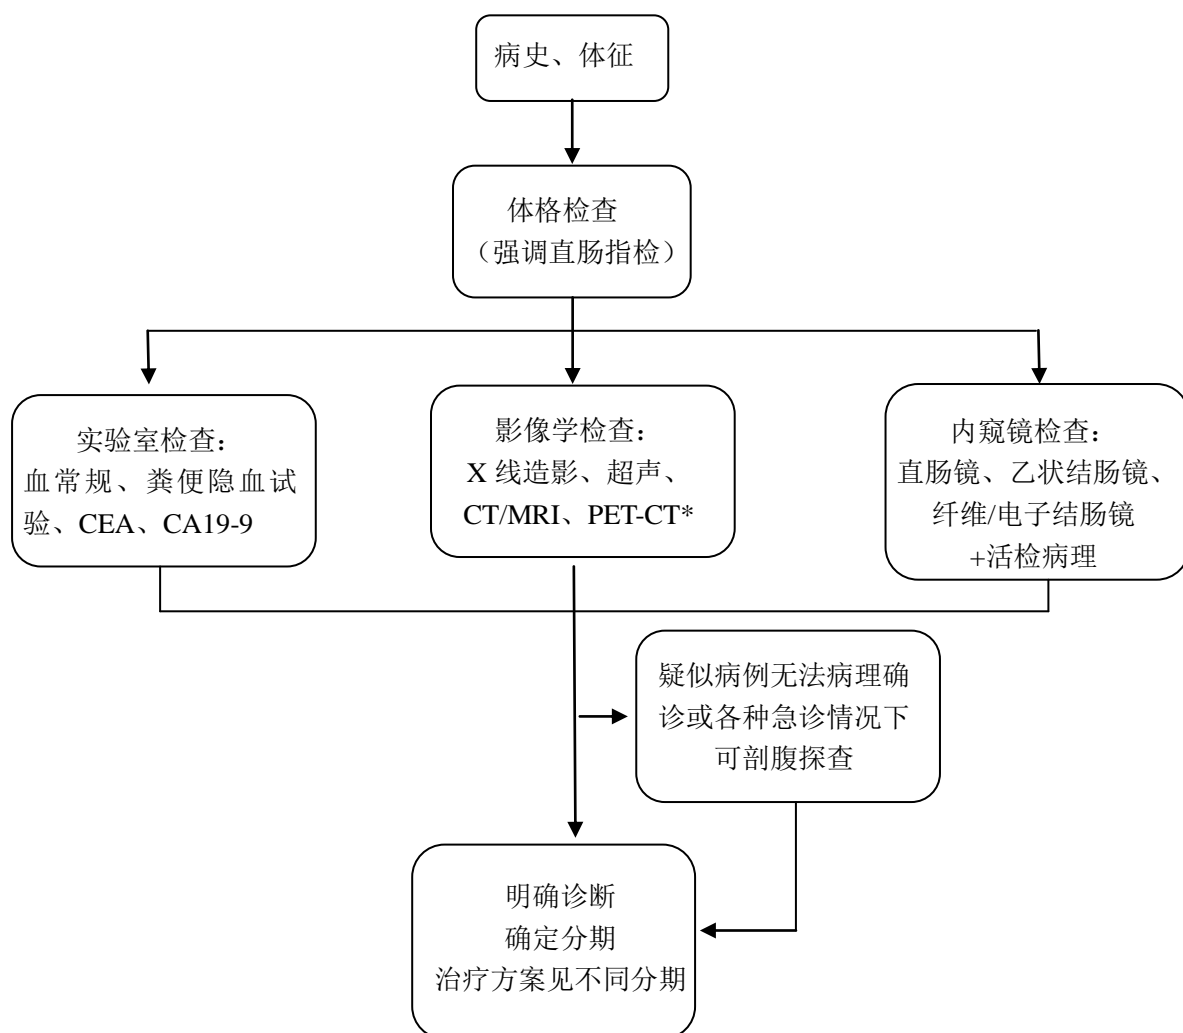 病史、体征
体格检查
（强调直肠指检）
实验室检查：
血常规、粪便隐血试
验、CEA、CA19-9
影像学检查：
X 线造影、超声、
CT/MRI、PET-CT*
内窥镜检查：
直肠镜、乙状结肠镜、
纤维/电子结肠镜
+活检病理
疑似病例无法病理确
诊或各种急诊情况下
可剖腹探查
明确诊断
确定分期
治疗方案见不同分期